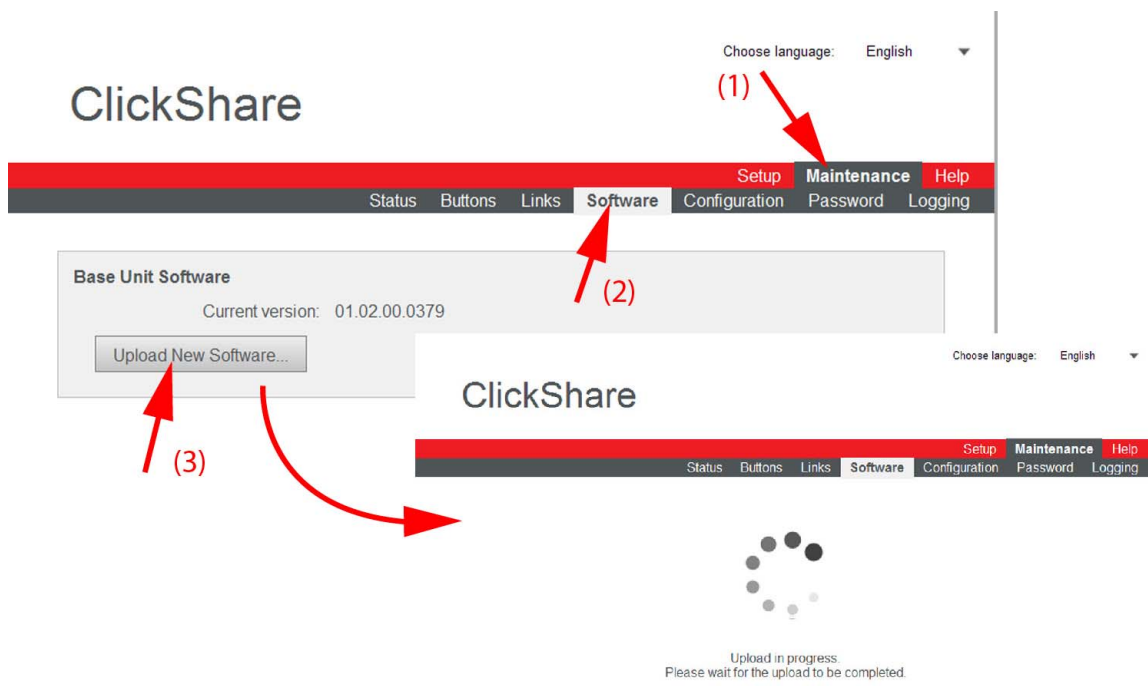 Choose language: English
(1)
ClickShare
Setup Maintenance Help
Status Buttons Links Software Configuration Password Logging
(2)
Base Unit Software
Current version: 01.02.00.0379
Upload New Software...
(3)
Choose language: English
ClickShare
Setup Maintenance Help
Status Buttons Links Software Configuration Password Logging
Upload in progress.
Please wait for the upload to be completed.